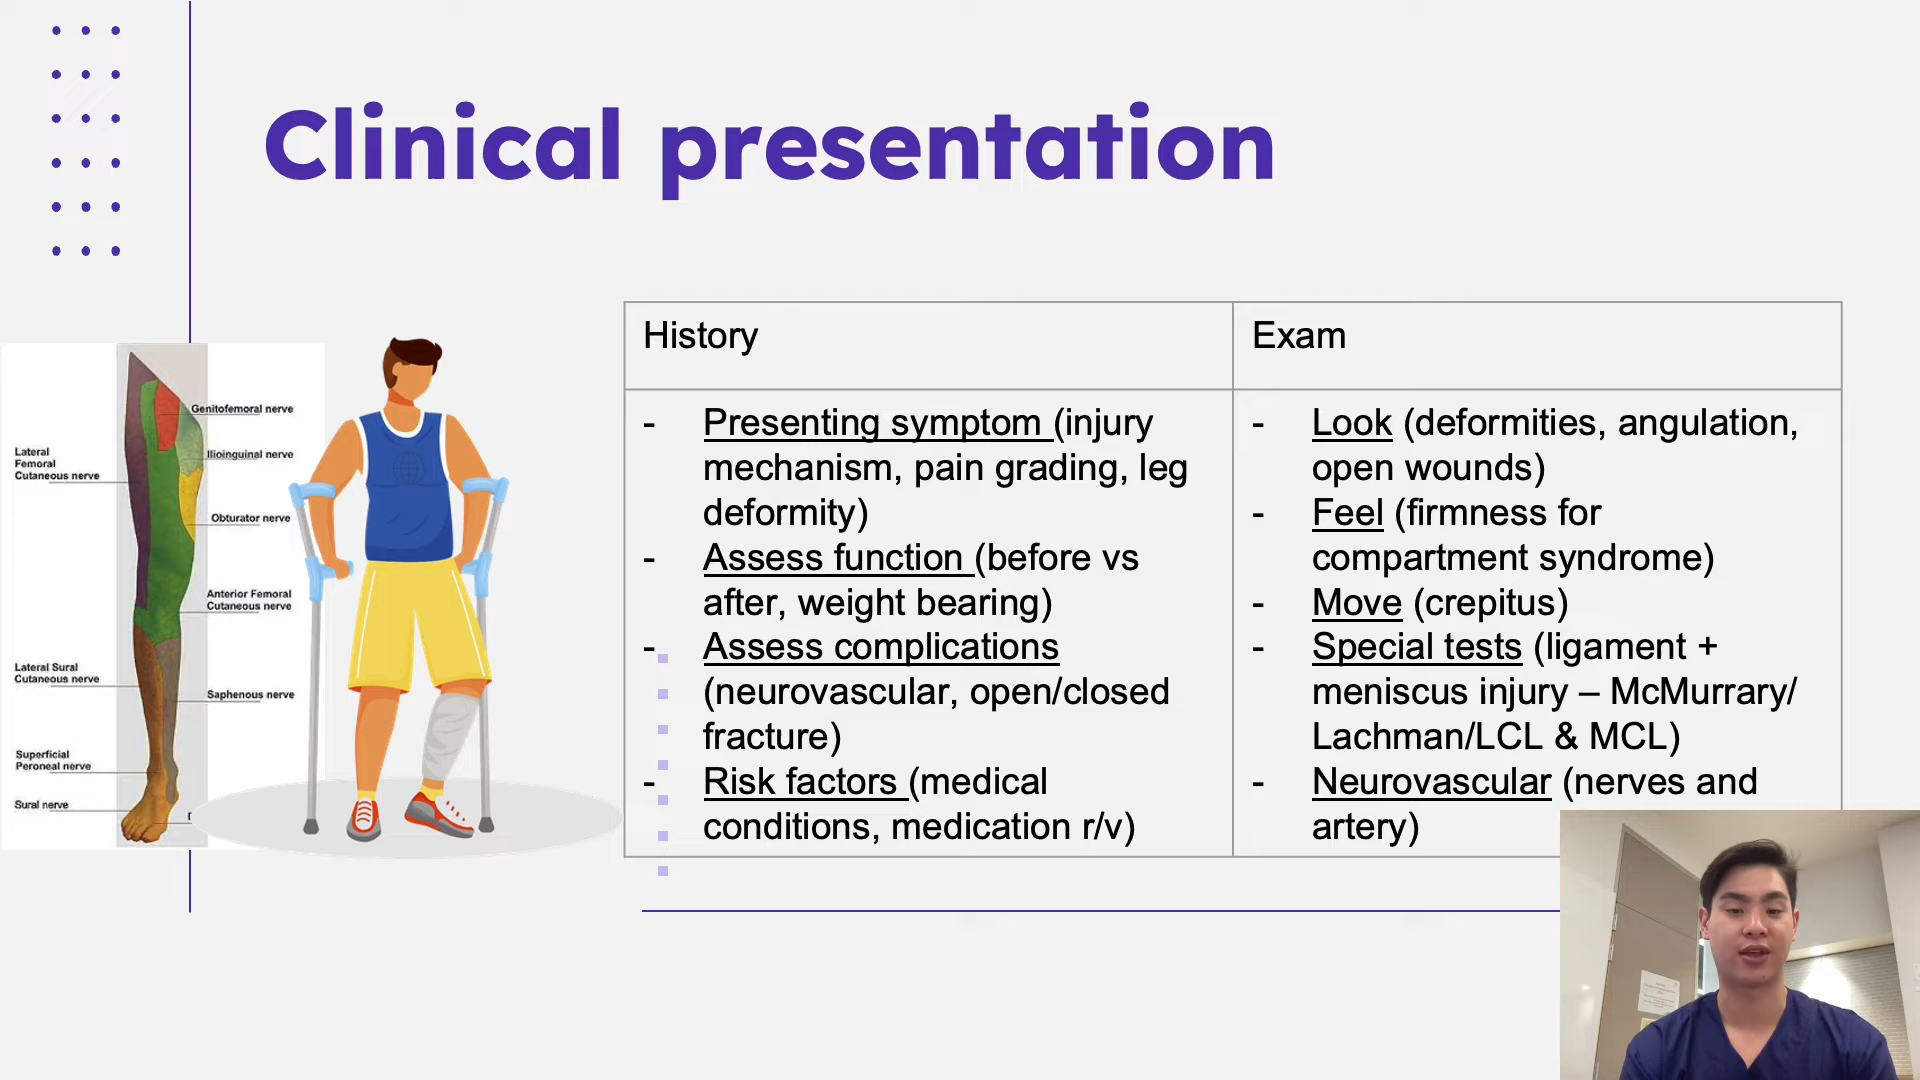 Clinical presentation
Genitofemoral nerve
Lateral
Femoral
Cutaneous nerve
Ilioinguinal nerve
Obturator nerve
Anterior Femoral
Cutaneous nerve
Lateral Sural
Cutaneous nerve
Saphenous nerve
Superficial
Peroneal nerve
Sural nerve
History
- Presenting symptom (injury
mechanism, pain grading, leg
deformity)
- Assess function (before vs
after, weight bearing)
- Assess complications
(neurovascular, open/closed
fracture)
- Risk factors (medical
conditions, medication r/v)
Exam
- Look (deformities, angulation,
open wounds)
- Feel (firmness for
compartment syndrome)
- Move (crepitus)
- Special tests (ligament +
meniscus injury – McMurrary/
Lachman/LCL & MCL)
- Neurovascular (nerves and
artery)